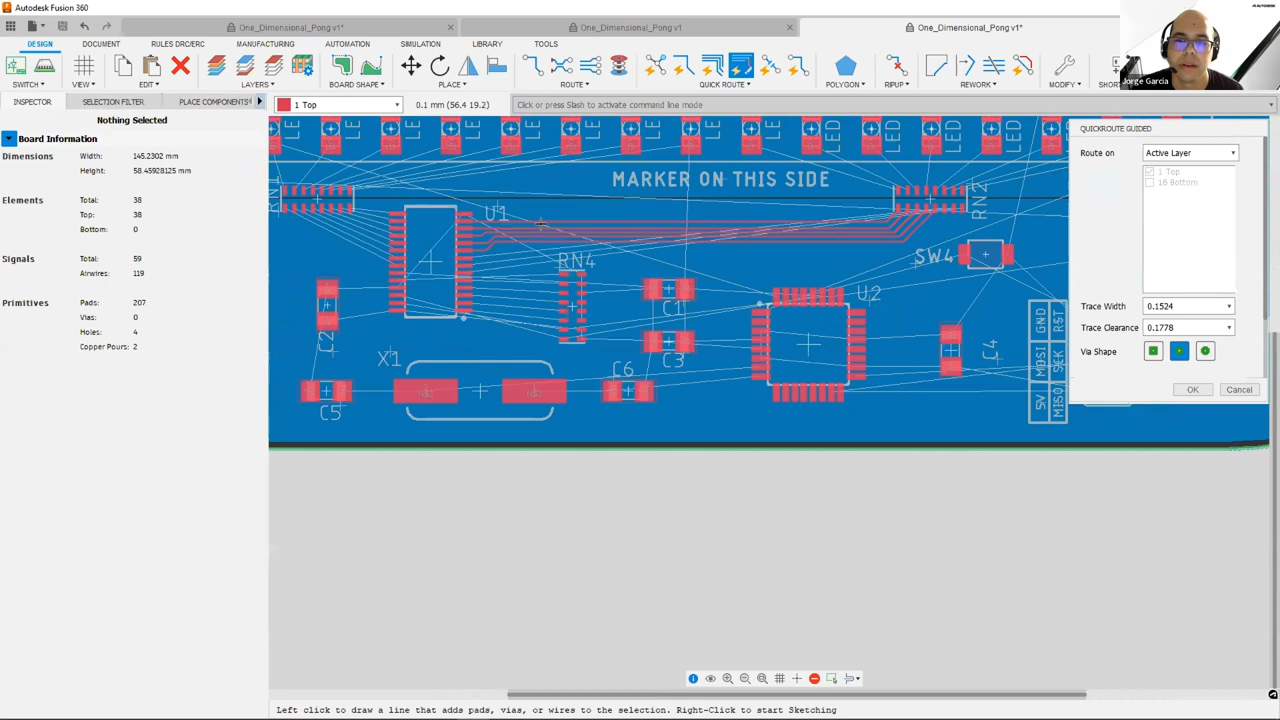 Autodesk Fusion 360
One_Dimensional_Pong v1*
One_Dimensional_Pong v1
One_Dimensional_Pong v1*
DESIGN
DOCUMENT
RULES DRC/ERC
MANUFACTURING
AUTOMATION
SIMULATION
LIBRARY
TOOLS
SWITCH
VIEW
EDIT
LAYERS
BOARD SHAPE
PLACE
ROUTE
QUICK ROUTE
POLYGON
RIPUP
MODIFY
Jorge Garcia
INSPECTOR
SELECTION FILTER
PLACE COMPONENTS
1 Top
0.1 mm (56.4 19.2)
Click or press Slash to activate command line mode
Nothing Selected
Board Information
Dimensions
Width: 145.2302 mm
Height: 58.45928125 mm
Elements
Total: 38
Top: 38
Bottom: 0
Signals
Total: 59
Airwires: 119
Primitives
Pads: 207
Vias: 0
Holes: 4
Copper Pours: 2
LED
LED
LED
LED
MARKER ON THIS SIDE
RN1
RN2
U1
RN4
SW4
C1
U2
C2
C3
C4
X1
C6
C5
GND
RST
MOSI
SCK
5V
MISO
QUICKROUTE GUIDED
Route on
Active Layer
1 Top
16 Bottom
Trace Width
0.1524
Trace Clearance
0.1778
Via Shape
OK
Cancel
Left click to draw a line that adds pads, vias, or wires to the selection. Right-Click to start Sketching